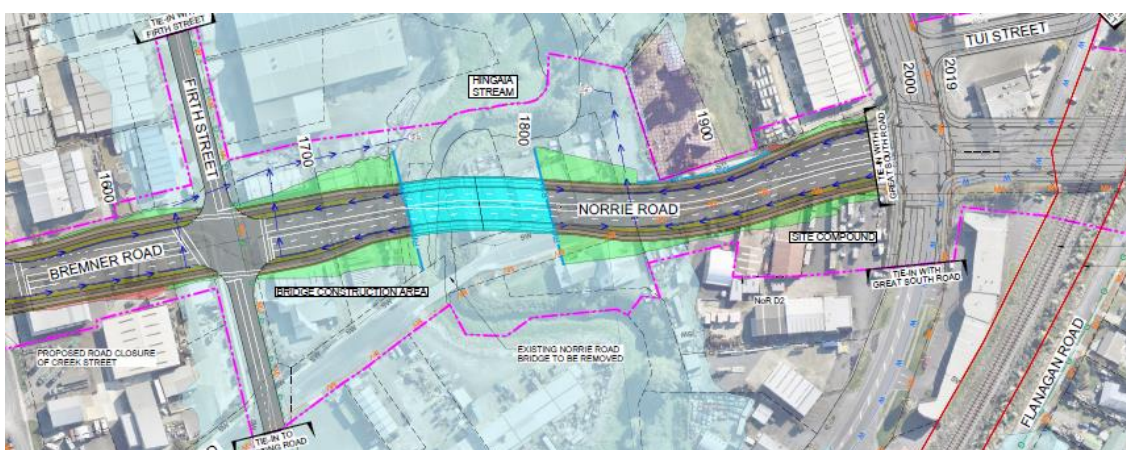 TIE-IN WITH
FIRTH STREET
FIRTH STREET
1600
1700
HINGAIA
STREAM
1800
1900
2000
2019
TUI STREET
TIE-IN WITH
GREAT SOUTH ROAD
BREMNER ROAD
NORRIE ROAD
SITE COMPOUND
BRIDGE CONSTRUCTION AREA
TIE-IN WITH
GREAT SOUTH ROAD
NoR D2
PROPOSED ROAD CLOSURE
OF CREEK STREET
EXISTING NORRIE ROAD
BRIDGE TO BE REMOVED
FLANAGAN ROAD
TIE-IN TO